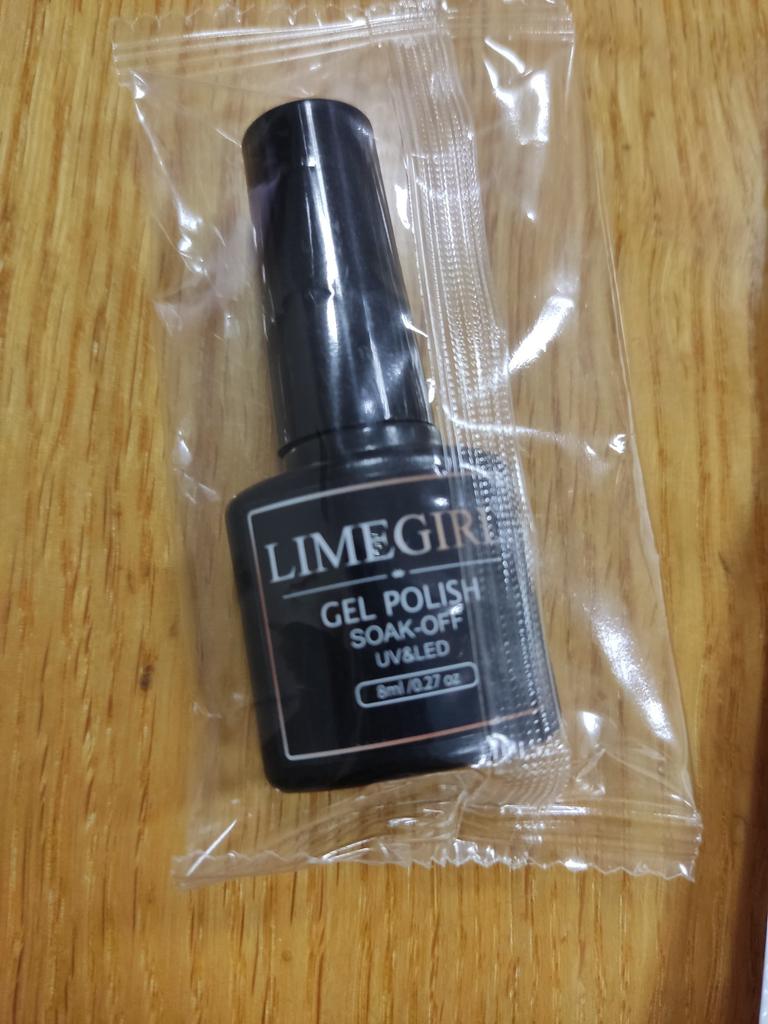 LIMEGIRL
GEL POLISH
SOAK-OFF
UV&LED
8ml /0.27 oz